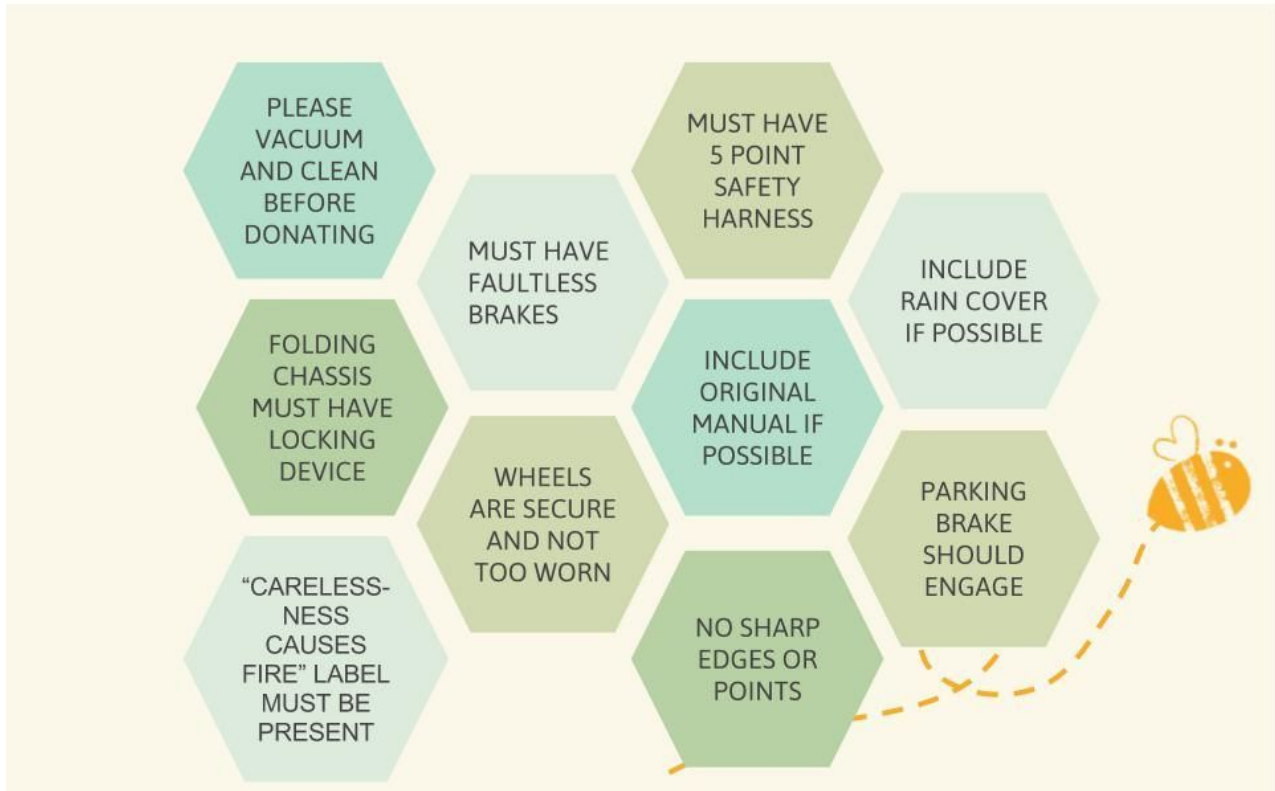 PLEASE
VACUUM
AND CLEAN
BEFORE
DONATING
MUST HAVE
5 POINT
SAFETY
HARNESS
MUST HAVE
FAULTLESS
BRAKES
INCLUDE
RAIN COVER
IF POSSIBLE
FOLDING
CHASSIS
MUST HAVE
LOCKING
DEVICE
INCLUDE
ORIGINAL
MANUAL IF
POSSIBLE
WHEELS
ARE SECURE
AND NOT
TOO WORN
PARKING
BRAKE
SHOULD
ENGAGE
“CARELESS-
NESS
CAUSES
FIRE” LABEL
MUST BE
PRESENT
NO SHARP
EDGES OR
POINTS